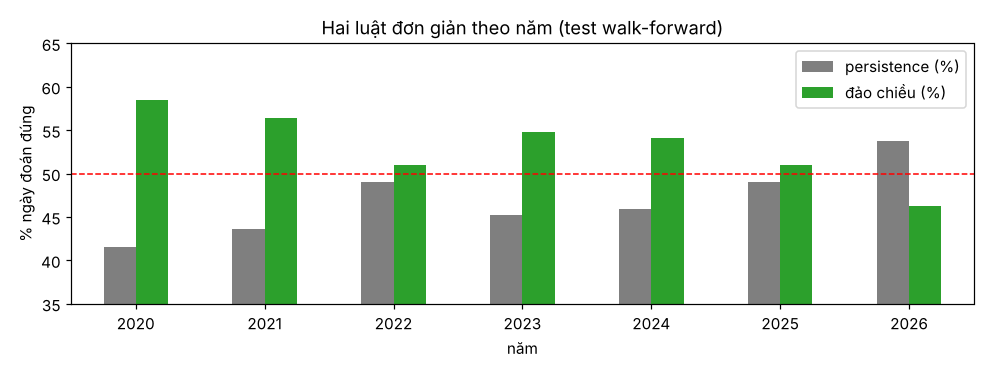 Hai luật đơn giản theo năm (test walk-forward)
% ngày đoán đúng
65
60
55
50
45
40
35
persistence (%)
đảo chiều (%)
2020 2021 2022 2023 2024 2025 2026
năm